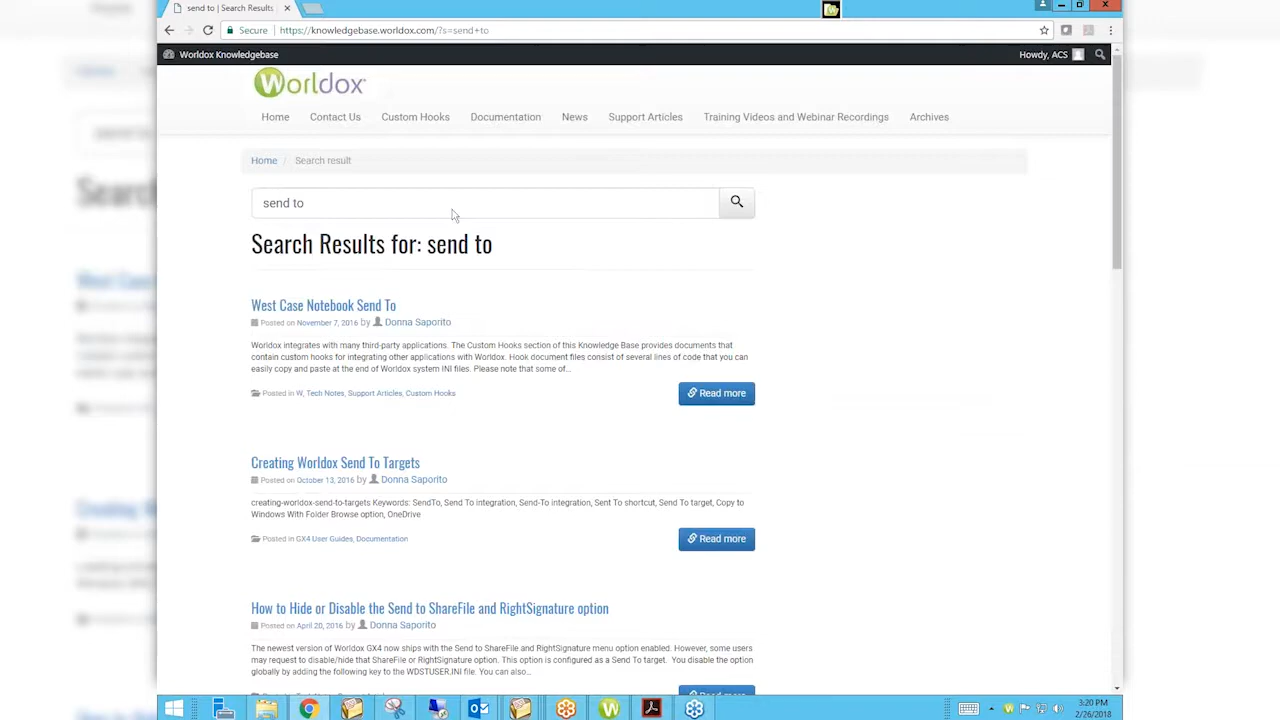 send to | Search Results
Secure https://knowledgebase.worldox.com/?s=send+to
Worldox Knowledgebase
Howdy, ACS
Worldox
Home Contact Us Custom Hooks Documentation News Support Articles Training Videos and Webinar Recordings Archives
Home / Search result
send to
Search Results for: send to
West Case Notebook Send To
Posted on November 7, 2016 by Donna Saporito
Worldox integrates with many third-party applications. The Custom Hooks section of this Knowledge Base provides documents that
contain custom hooks for integrating other applications with Worldox. Hook document files consist of several lines of code that you can
easily copy and paste at the end of Worldox system INI files. Please note that some of...
Posted in W, Tech Notes, Support Articles, Custom Hooks
Read more
Creating Worldox Send To Targets
Posted on October 13, 2016 by Donna Saporito
creating-worldox-send-to-targets Keywords: SendTo, Send To integration, Send-To integration, Sent To shortcut, Send To target, Copy to
Windows With Folder Browse option, OneDrive
Posted in GX4 User Guides, Documentation
Read more
How to Hide or Disable the Send to ShareFile and RightSignature option
Posted on April 20, 2016 by Donna Saporito
The newest version of Worldox GX4 now ships with the Send to ShareFile and RightSignature menu option enabled. However, some users
may request to disable/hide that ShareFile or RightSignature option. This option is configured as a Send To target. You disable the option
globally by adding the following key to the WDSTUSER.INI file. You can also...
Read more
3:20 PM
2/26/2018